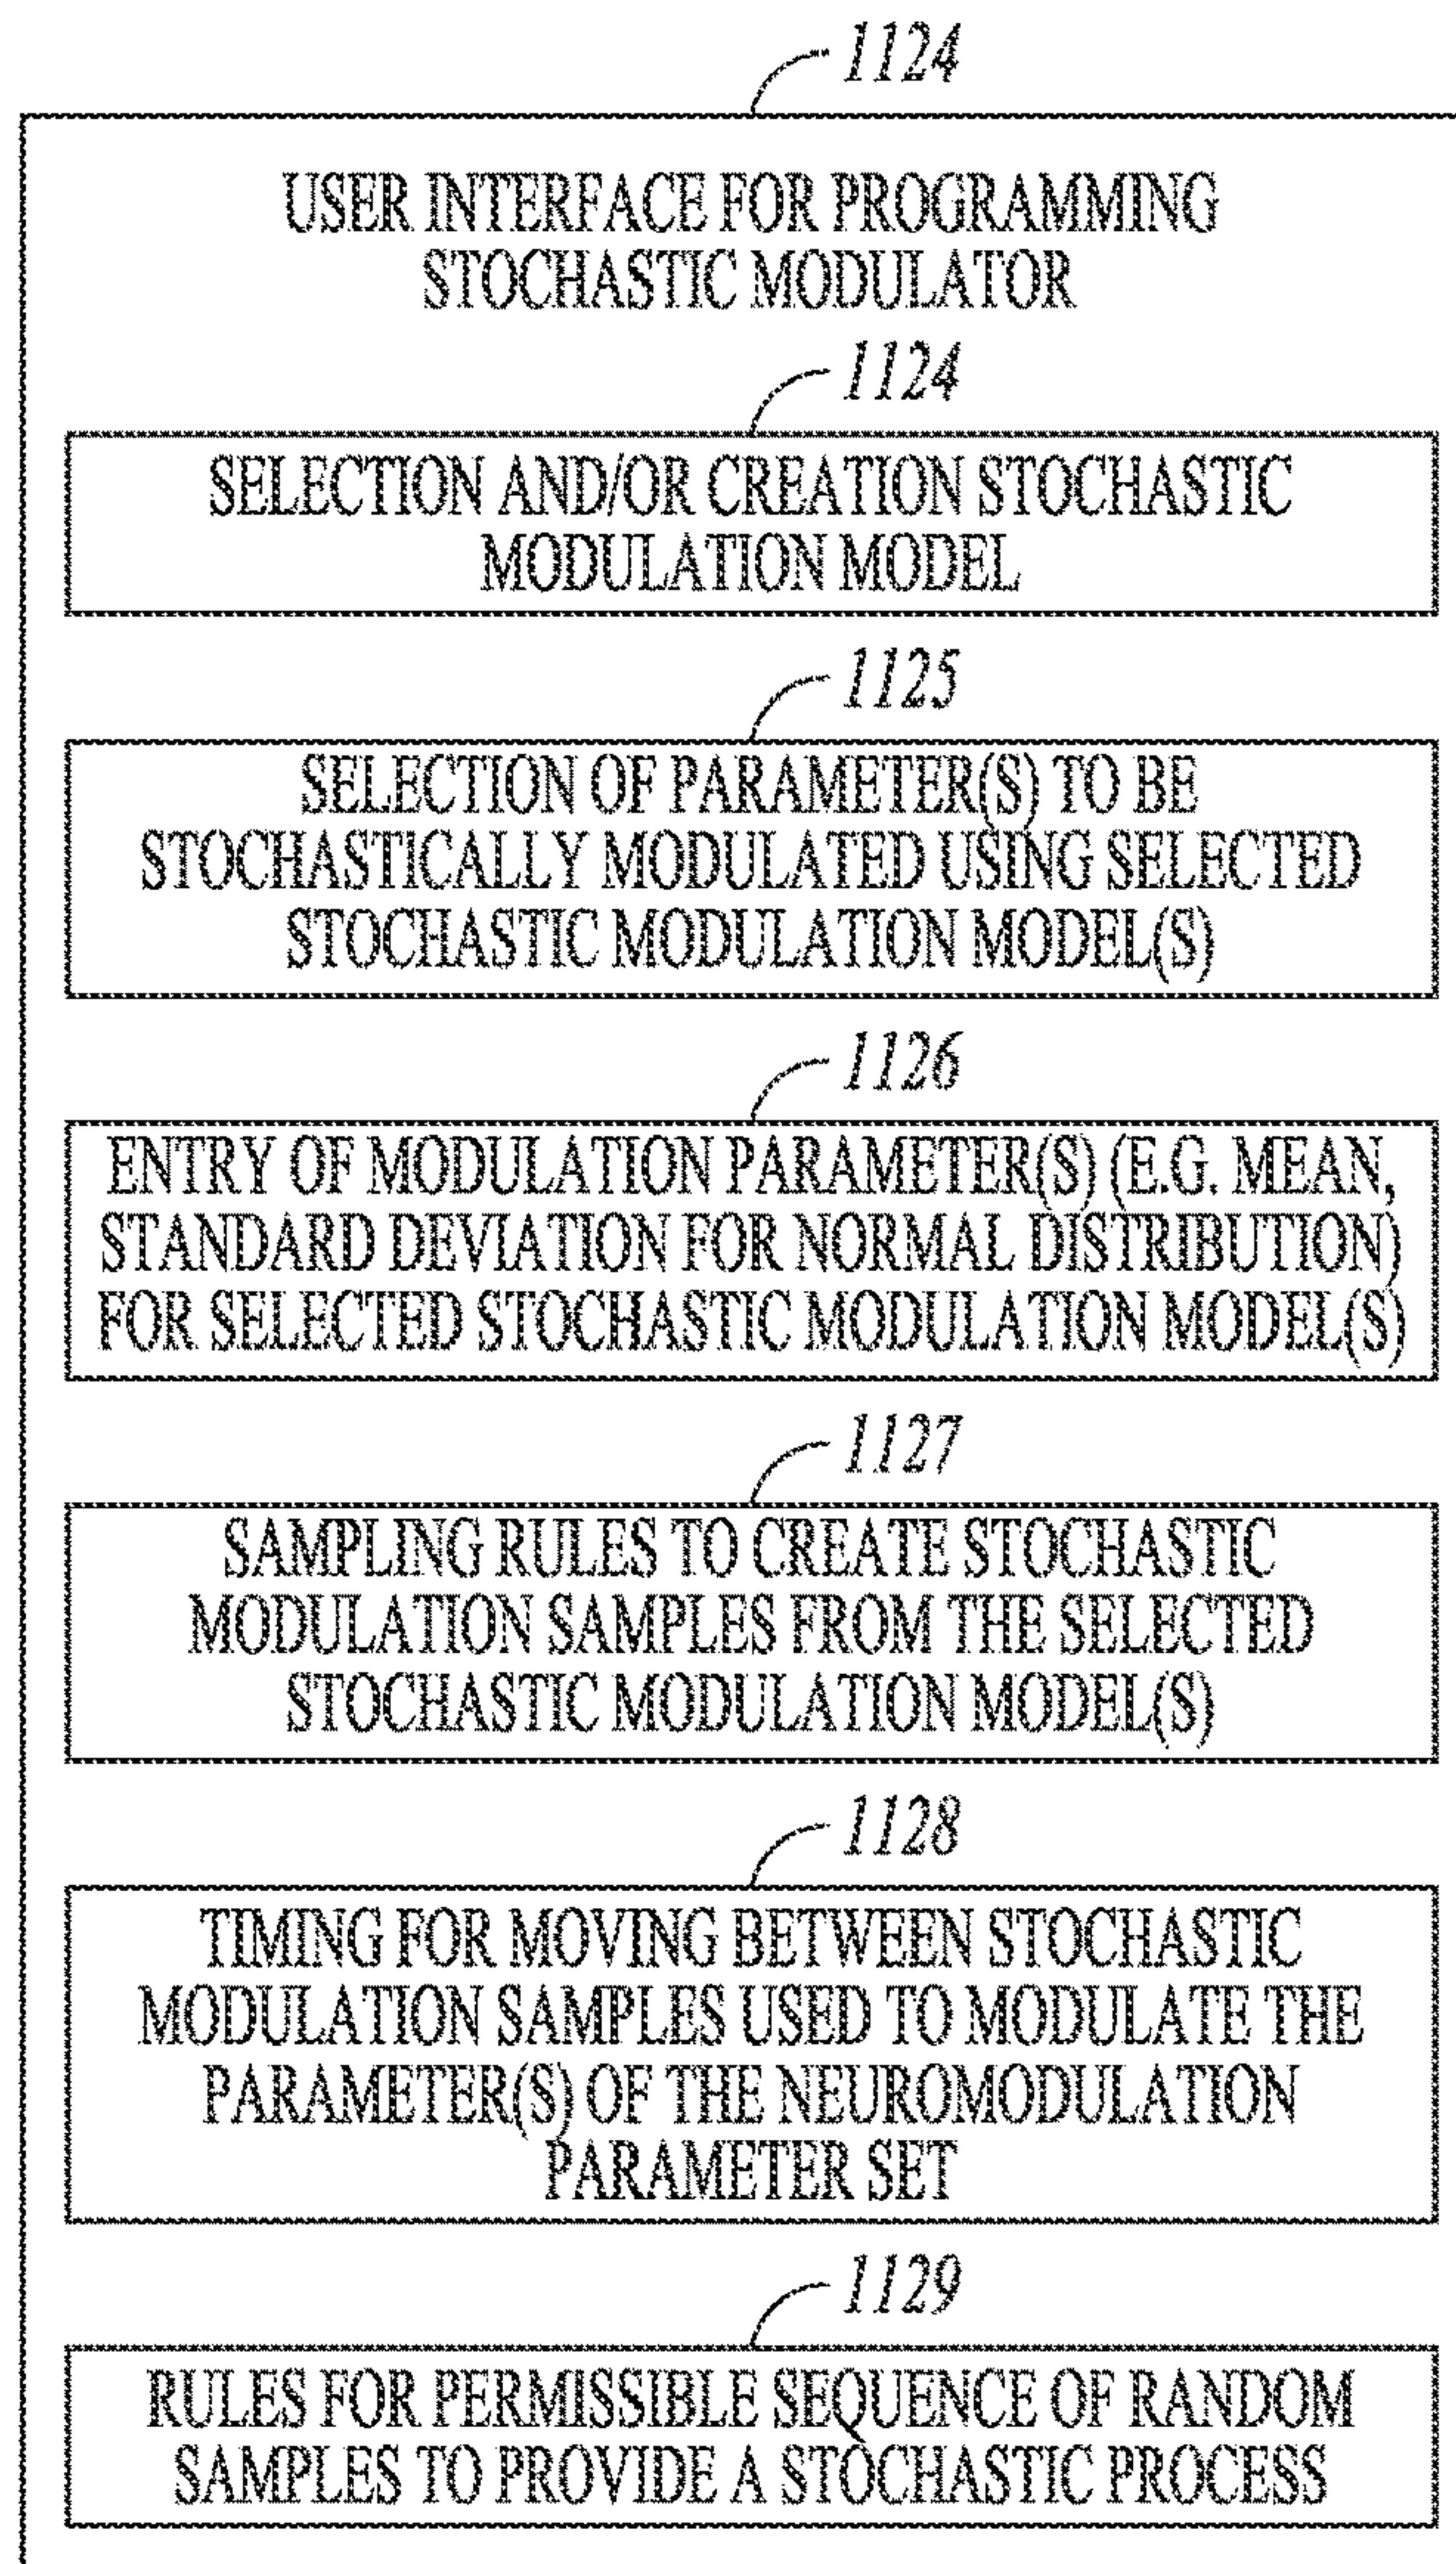 1124
USER INTERFACE FOR PROGRAMMING
STOCHASTIC MODULATOR
1124
SELECTION AND/OR CREATION STOCHASTIC
MODULATION MODEL
1125
SELECTION OF PARAMETER(S) TO BE
STOCHASTICALLY MODULATED USING SELECTED
STOCHASTIC MODULATION MODEL(S)
1126
ENTRY OF MODULATION PARAMETER(S) (E.G. MEAN,
STANDARD DEVIATION FOR NORMAL DISTRIBUTION)
FOR SELECTED STOCHASTIC MODULATION MODEL(S)
1127
SAMPLING RULES TO CREATE STOCHASTIC
MODULATION SAMPLES FROM THE SELECTED
STOCHASTIC MODULATION MODEL(S)
1128
TIMING FOR MOVING BETWEEN STOCHASTIC
MODULATION SAMPLES USED TO MODULATE THE
PARAMETER(S) OF THE NEUROMODULATION
PARAMETER SET
1129
RULES FOR PERMISSIBLE SEQUENCE OF RANDOM
SAMPLES TO PROVIDE A STOCHASTIC PROCESS